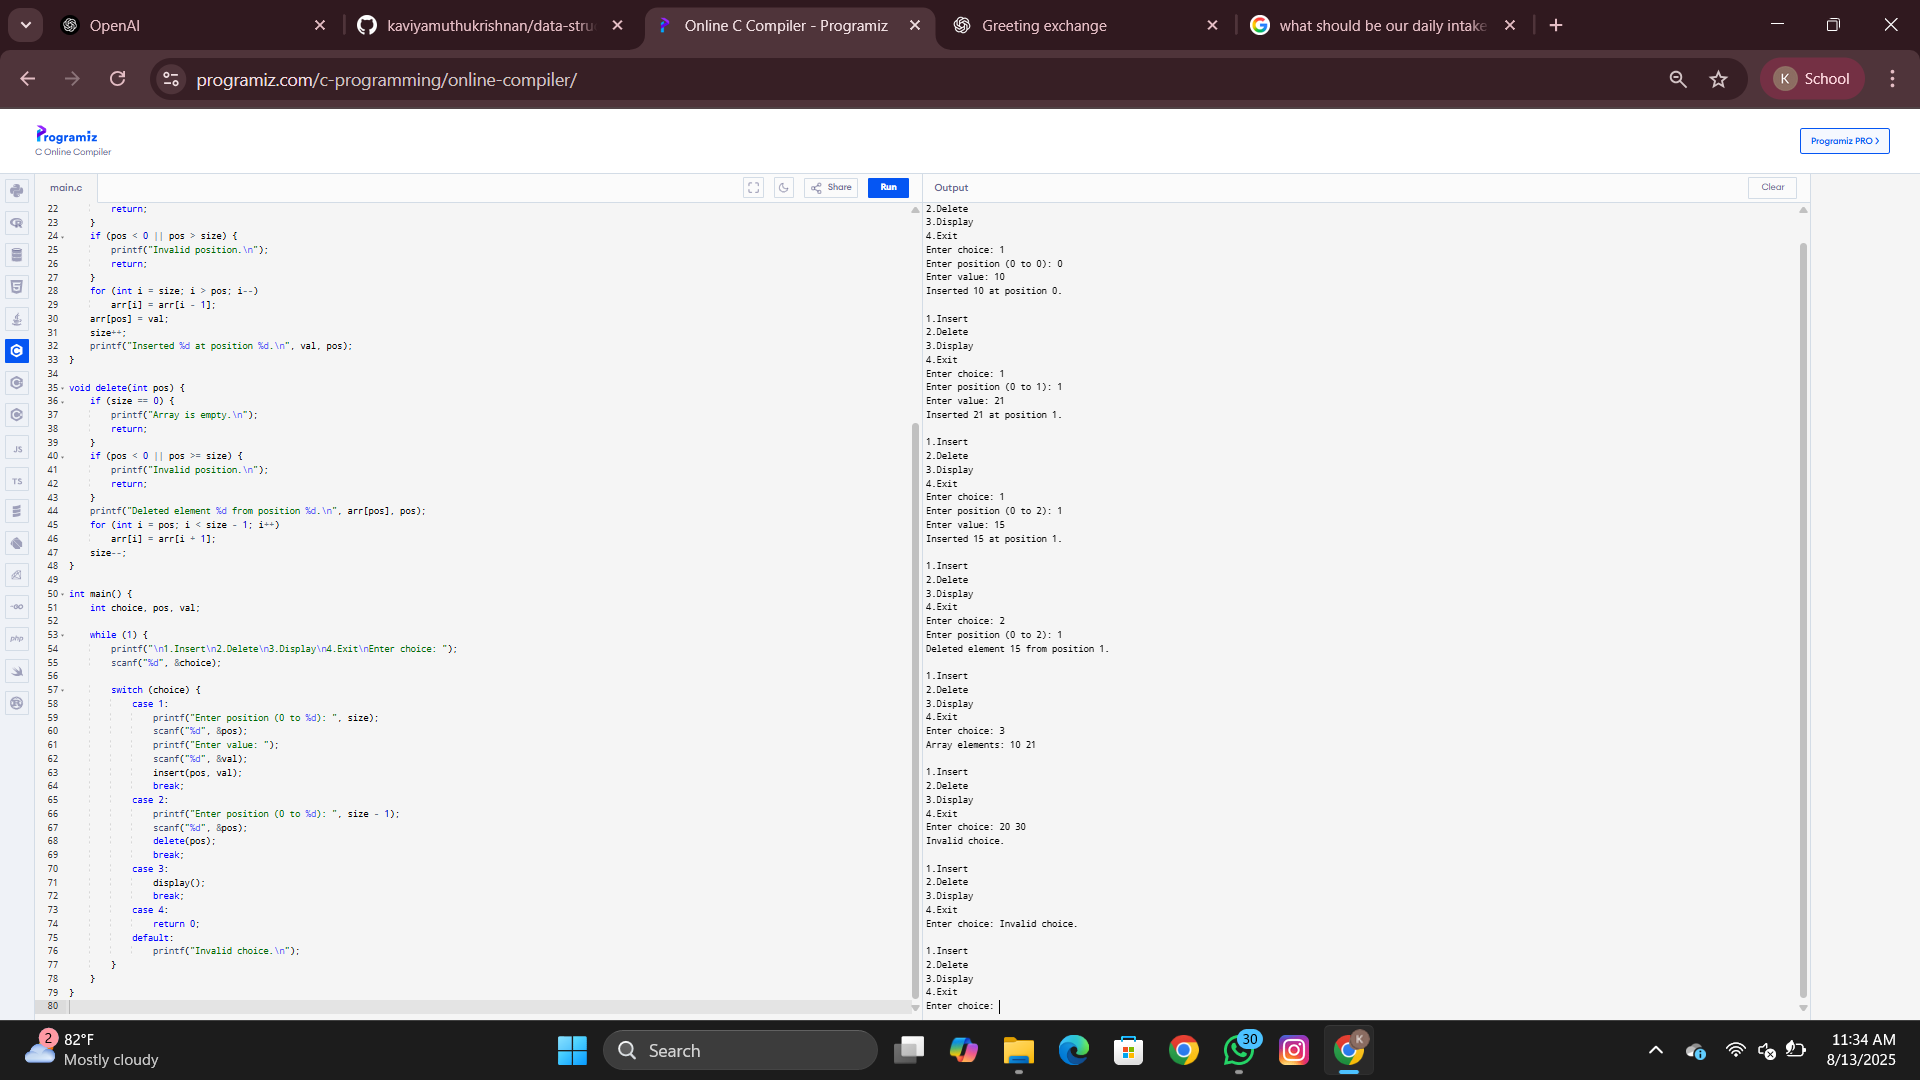 OpenAI
kaviyamuthukrishnan/data-stru
Online C Compiler - Programiz
Greeting exchange
what should be our daily intake
programiz.com/c-programming/online-compiler/
K School
Programiz
C Online Compiler
Programiz PRO >
main.c
Share
Run
Output
Clear
22 return;
23 }
24 if (pos < 0 || pos > size) {
25 printf("Invalid position.\n");
26 return;
27 }
28 for (int i = size; i > pos; i--)
29 arr[i] = arr[i - 1];
30 arr[pos] = val;
31 size++;
32 printf("Inserted %d at position %d.\n", val, pos);
33 }
34
35 void delete(int pos) {
36 if (size == 0) {
37 printf("Array is empty.\n");
38 return;
39 }
40 if (pos < 0 || pos >= size) {
41 printf("Invalid position.\n");
42 return;
43 }
44 printf("Deleted element %d from position %d.\n", arr[pos], pos);
45 for (int i = pos; i < size - 1; i++)
46 arr[i] = arr[i + 1];
47 size--;
48 }
49
50 int main() {
51 int choice, pos, val;
52
53 while (1) {
54 printf("\n1.Insert\n2.Delete\n3.Display\n4.Exit\nEnter choice: ");
55 scanf("%d", &choice);
56
57 switch (choice) {
58 case 1:
59 printf("Enter position (0 to %d): ", size);
60 scanf("%d", &pos);
61 printf("Enter value: ");
62 scanf("%d", &val);
63 insert(pos, val);
64 break;
65 case 2:
66 printf("Enter position (0 to %d): ", size - 1);
67 scanf("%d", &pos);
68 delete(pos);
69 break;
70 case 3:
71 display();
72 break;
73 case 4:
74 return 0;
75 default:
76 printf("Invalid choice.\n");
77 }
78 }
79 }
80
2.Delete
3.Display
4.Exit
Enter choice: 1
Enter position (0 to 0): 0
Enter value: 10
Inserted 10 at position 0.
1.Insert
2.Delete
3.Display
4.Exit
Enter choice: 1
Enter position (0 to 1): 1
Enter value: 21
Inserted 21 at position 1.
1.Insert
2.Delete
3.Display
4.Exit
Enter choice: 1
Enter position (0 to 2): 1
Enter value: 15
Inserted 15 at position 1.
1.Insert
2.Delete
3.Display
4.Exit
Enter choice: 2
Enter position (0 to 2): 1
Deleted element 15 from position 1.
1.Insert
2.Delete
3.Display
4.Exit
Enter choice: 3
Array elements: 10 21
1.Insert
2.Delete
3.Display
4.Exit
Enter choice: 20 30
Invalid choice.
1.Insert
2.Delete
3.Display
4.Exit
Enter choice: Invalid choice.
1.Insert
2.Delete
3.Display
4.Exit
Enter choice:
JS
TS
GO
php
2
82°F
Mostly cloudy
Search
30
K
11:34 AM
8/13/2025